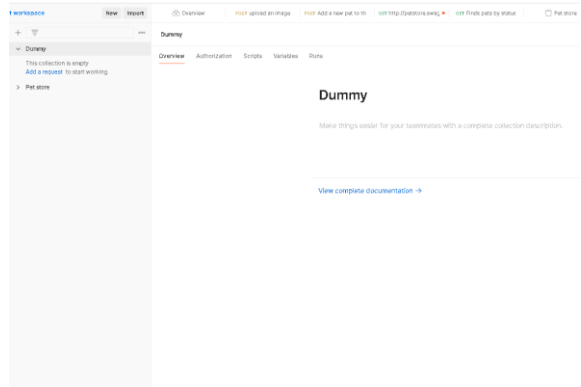 t workspace New Import Overview POST upload an image POST Add a new pet to th GET http://petstore.swag GET Finds pets by status Pet store
Dummy
Dummy
Overview Authorization Scripts Variables Runs
This collection is empty
Add a request to start working.
Pet store
Dummy
Make things easier for your teammates with a complete collection description.
View complete documentation →